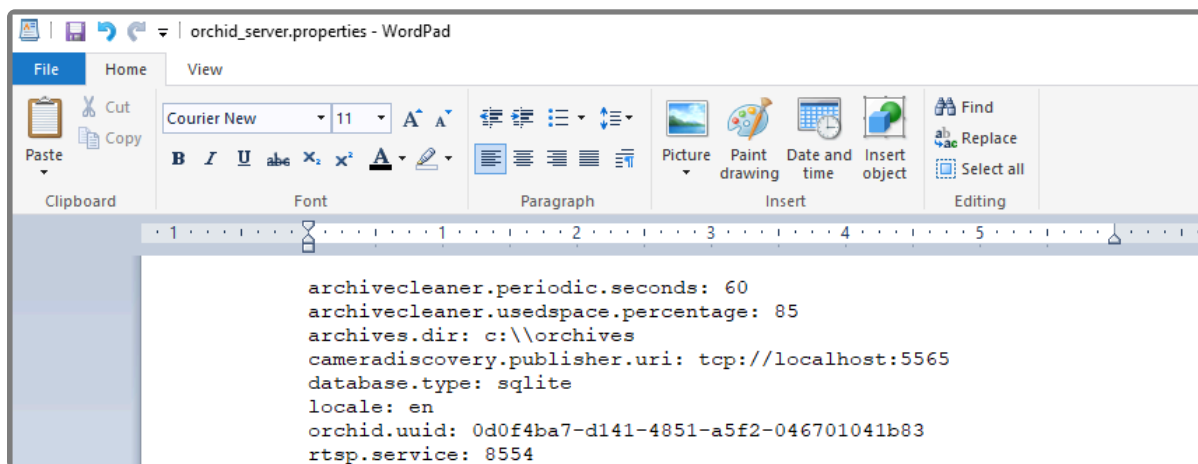 orchid_server.properties - WordPad
File Home View
Paste
Cut
Copy
Clipboard
Courier New 11 A A
B I U abc X₂ X² A
Font
Paragraph
Picture
Paint drawing
Date and time
Insert object
Insert
Find
Replace
Select all
Editing
1 1 2 3 4 5
archivecleaner.periodic.seconds: 60
archivecleaner.usedspace.percentage: 85
archives.dir: c:\\orchives
cameradiscovery.publisher.uri: tcp://localhost:5565
database.type: sqlite
locale: en
orchid.uuid: 0d0f4ba7-d141-4851-a5f2-046701041b83
rtsp.service: 8554